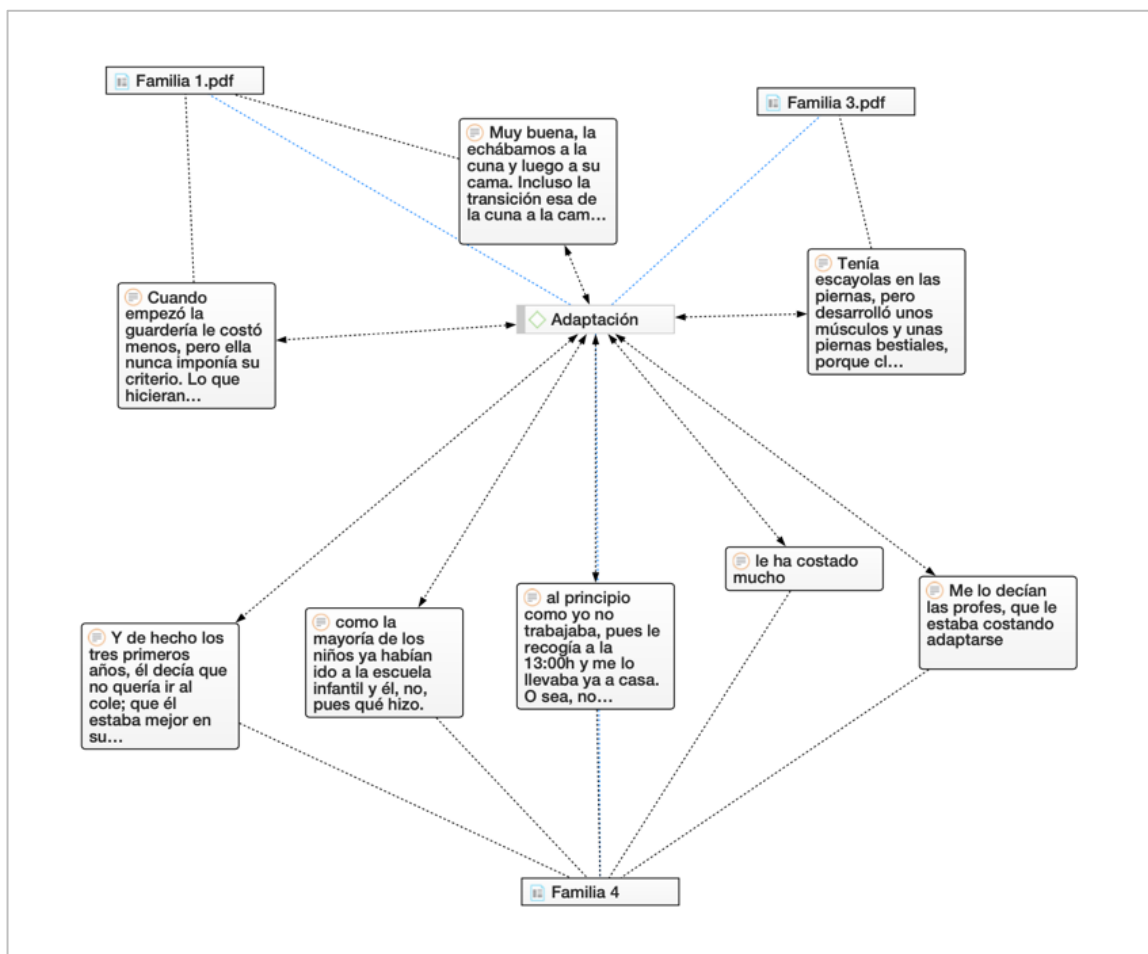 Familia 1.pdf
Familia 3.pdf
Muy buena, la
echábamos a la
cuna y luego a su
cama. Incluso la
transición esa de
la cuna a la cam...
Tenía
escayolas en las
piernas, pero
desarrolló unos
músculos y unas
piernas bestiales,
porque cl...
Cuando
empezó la
guardería le costó
menos, pero ella
nunca imponía su
criterio. Lo que
hicieran...
Adaptación
Y de hecho los
tres primeros
años, él decía que
no quería ir al
cole; que él
estaba mejor en
su...
como la
mayoría de los
niños ya habían
ido a la escuela
infantil y él, no,
pues qué hizo.
al principio
como yo no
trabajaba, pues le
recogía a la
13:00h y me lo
llevaba ya a casa.
O sea, no...
le ha costado
mucho
Me lo decían
las profes, que le
estaba costando
adaptarse
Familia 4